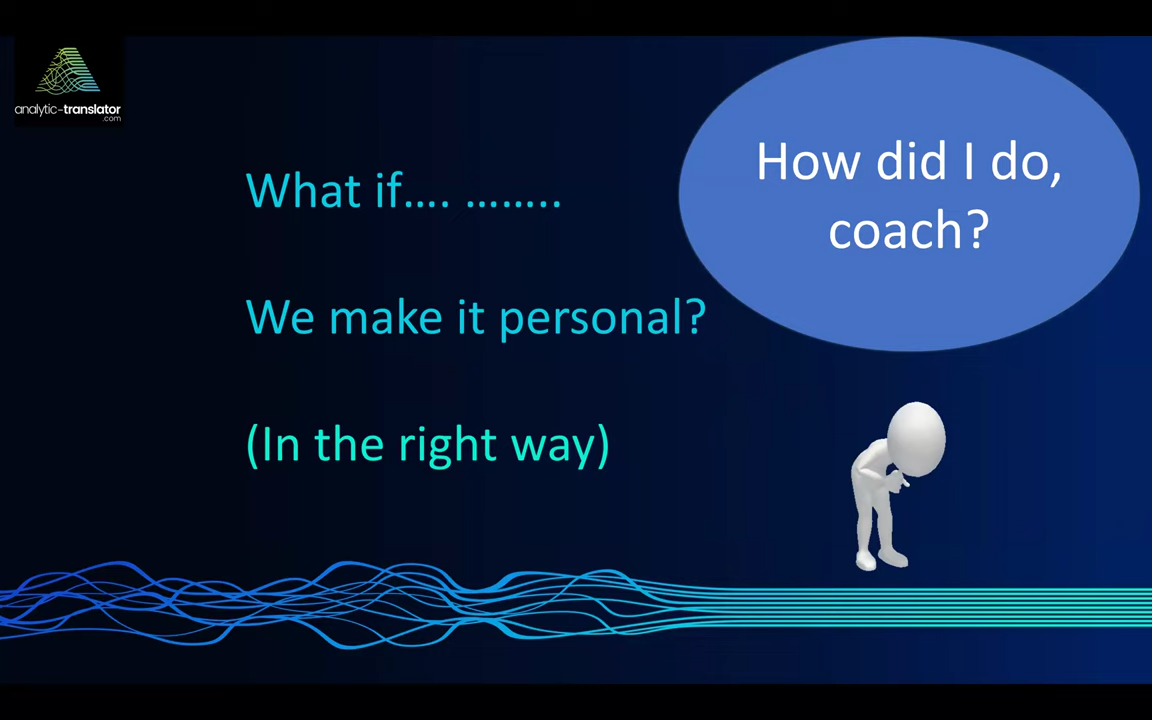 analytic-translator
.com
What if…. ……..
We make it personal?
(In the right way)
How did I do,
coach?